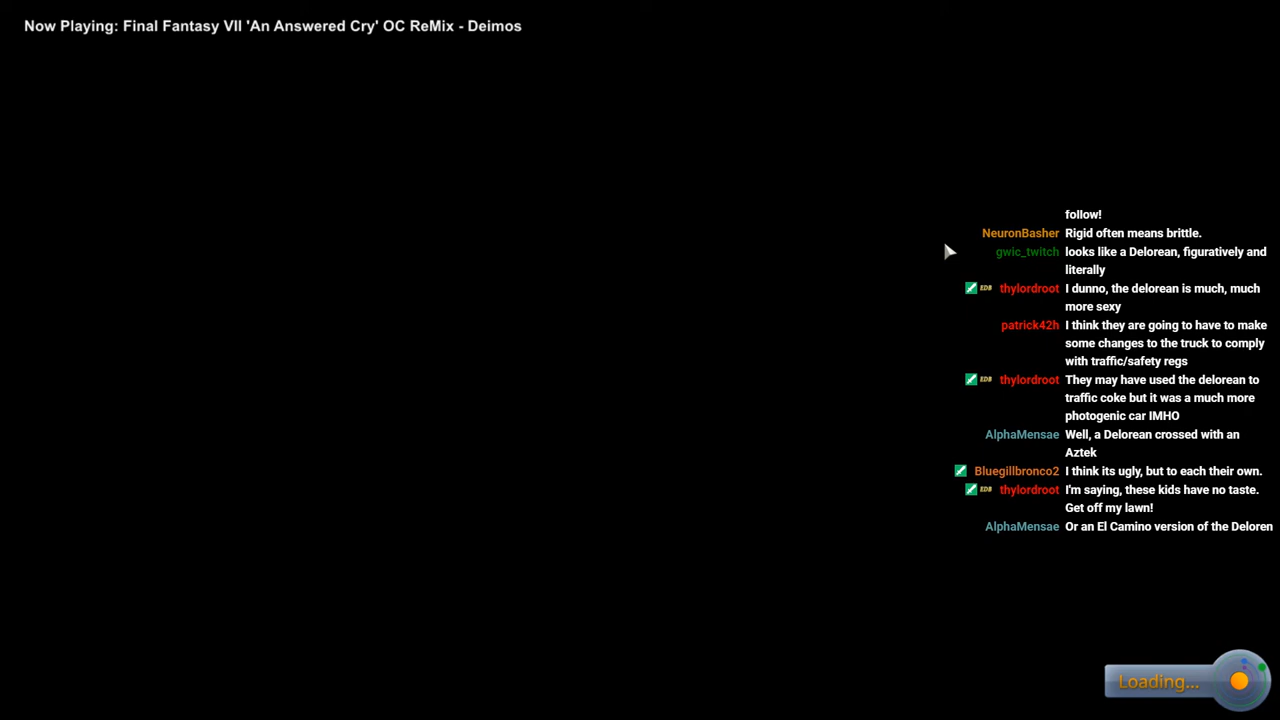 Now Playing: Final Fantasy VII 'An Answered Cry' OC ReMix - Deimos
follow!
NeuronBasher Rigid often means brittle.
gwic_twitch looks like a Delorean, figuratively and
literally
EDB thylordroot I dunno, the delorean is much, much
more sexy
patrick42h I think they are going to have to make
some changes to the truck to comply
with traffic/safety regs
EDB thylordroot They may have used the delorean to
traffic coke but it was a much more
photogenic car IMHO
AlphaMensae Well, a Delorean crossed with an
Aztek
Bluegillbronco2 I think its ugly, but to each their own.
EDB thylordroot I'm saying, these kids have no taste.
Get off my lawn!
AlphaMensae Or an El Camino version of the Deloren
Loading...